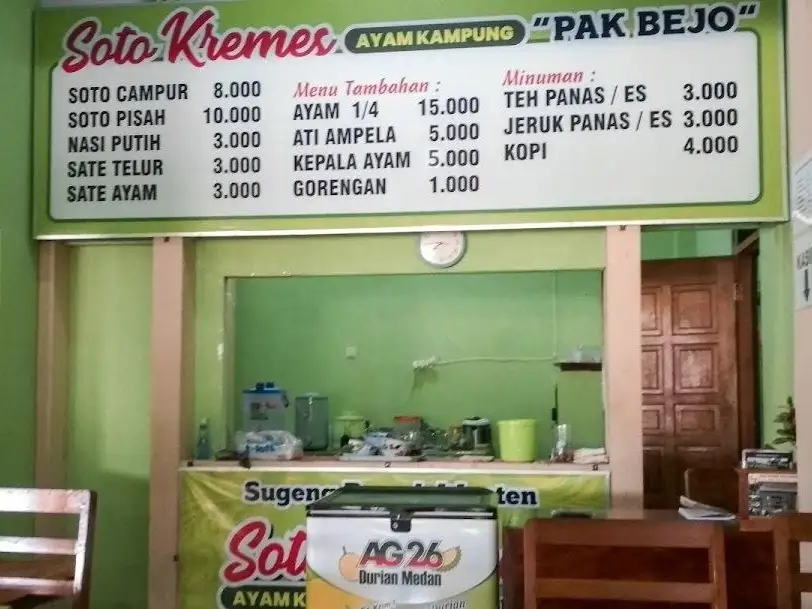 Soto Kremes AYAM KAMPUNG "PAK BEJO"
SOTO CAMPUR 8.000
SOTO PISAH 10.000
NASI PUTIH 3.000
SATE TELUR 3.000
SATE AYAM 3.000
Menu Tambahan :
AYAM 1/4 15.000
ATI AMPELA 5.000
KEPALA AYAM 5.000
GORENGAN 1.000
Minuman :
TEH PANAS / ES 3.000
JERUK PANAS / ES 3.000
KOPI 4.000
Sugeng
Sot
AYAM K
AG26
Durian Medan